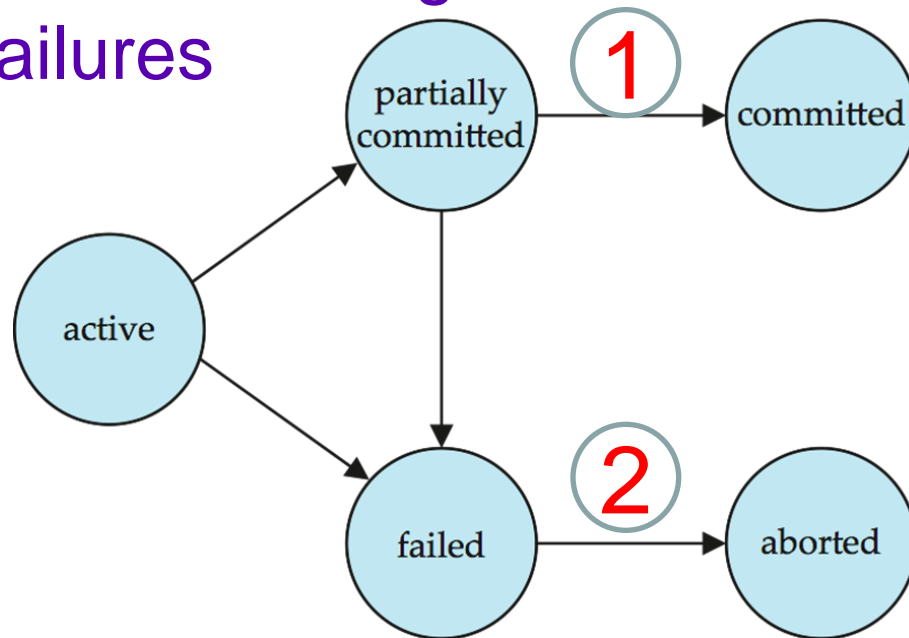 ailures
partially
committed
1
committed
active
failed
2
aborted